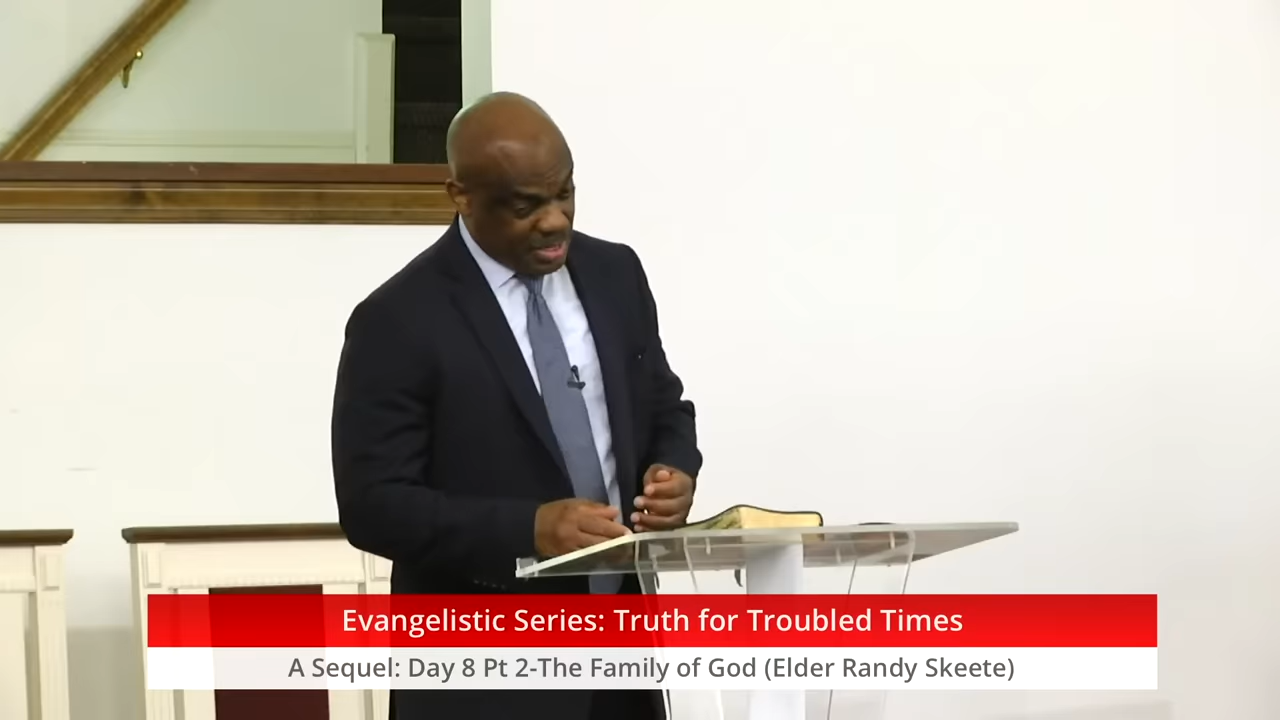 Evangelistic Series: Truth for Troubled Times
A Sequel: Day 8 Pt 2-The Family of God (Elder Randy Skeete)